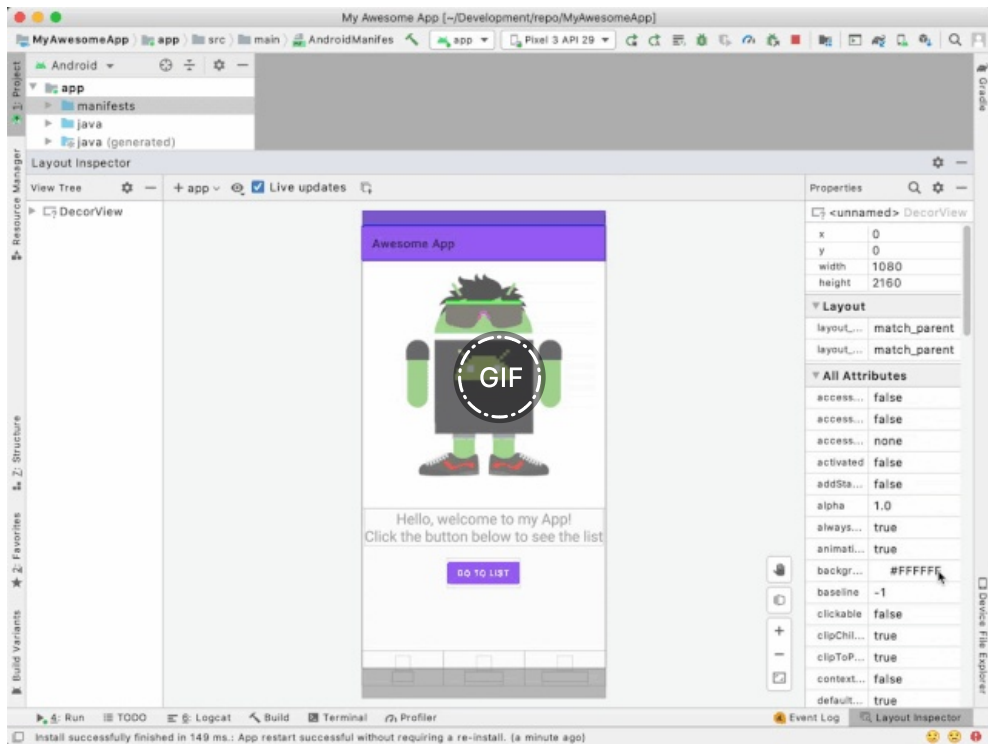 My Awesome App [~/Development/repo/MyAwesomeApp]
MyAwesomeApp app src main AndroidManifes app Pixel 3 API 29
Android
app
manifests
java
java (generated)
1: Project
Resource Manager
Z: Structure
2: Favorites
Build Variants
Gradle
Device File Explorer
Layout Inspector
View Tree
app Live updates
Properties
DecorView
<unnamed> DecorView
x 0
y 0
width 1080
height 2160
Layout
layout_... match_parent
layout_... match_parent
All Attributes
access... false
access... false
access... none
activated false
addSta... false
alpha 1.0
always... true
animati... true
backgr... #FFFFFF
baseline -1
clickable false
clipChil... true
clipToP... true
context... false
default... true
Awesome App
GIF
Hello, welcome to my App!
Click the button below to see the list
GO TO LIST
4: Run TODO 6: Logcat Build Terminal Profiler Event Log Layout Inspector
Install successfully finished in 149 ms.: App restart successful without requiring a re-install. (a minute ago)